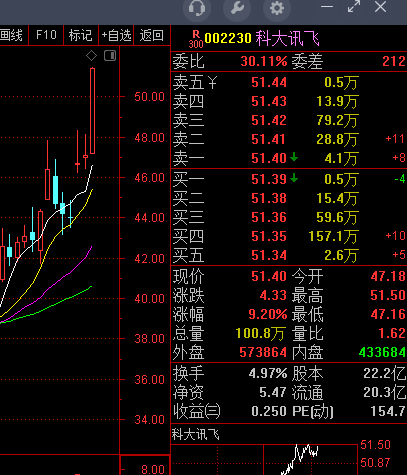 画线 F10 标记 +自选 返回
R 300 002230 科大讯飞
委比 30.11% 委差 212
卖五 ¥ 51.44 0.5万
卖四 51.43 13.9万
卖三 51.42 79.2万
卖二 51.41 28.8万 +11
卖一 51.40 4.1万 +8
买一 51.39 0.5万 -4
买二 51.38 15.4万
买三 51.36 59.6万
买四 51.35 157.1万 +10
买五 51.34 2.6万 +5
现价 51.40 今开 47.18
涨跌 4.33 最高 51.50
涨幅 9.20% 最低 47.16
总量 100.8万 量比 1.62
外盘 573864 内盘 433684
换手 4.97% 股本 22.2亿
净资 5.47 流通 20.3亿
收益㈢ 0.250 PE(动) 154.7
科大讯飞
51.50
50.87
50.00
48.00
46.00
44.00
42.00
40.00
38.00
36.00
34.00
8.00